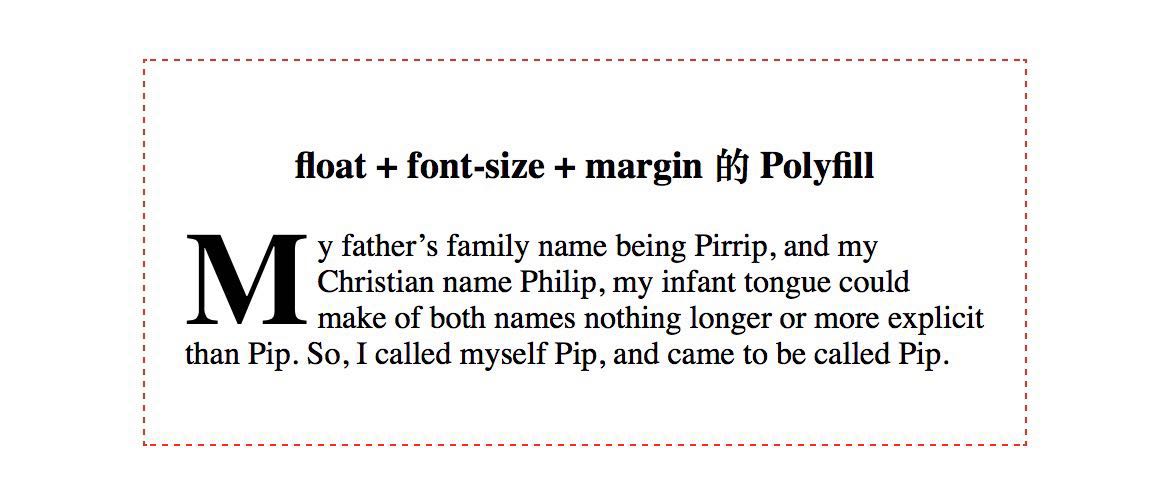 float + font-size + margin 的 Polyfill
My father’s family name being Pirrip, and my
Christian name Philip, my infant tongue could
make of both names nothing longer or more explicit
than Pip. So, I called myself Pip, and came to be called Pip.